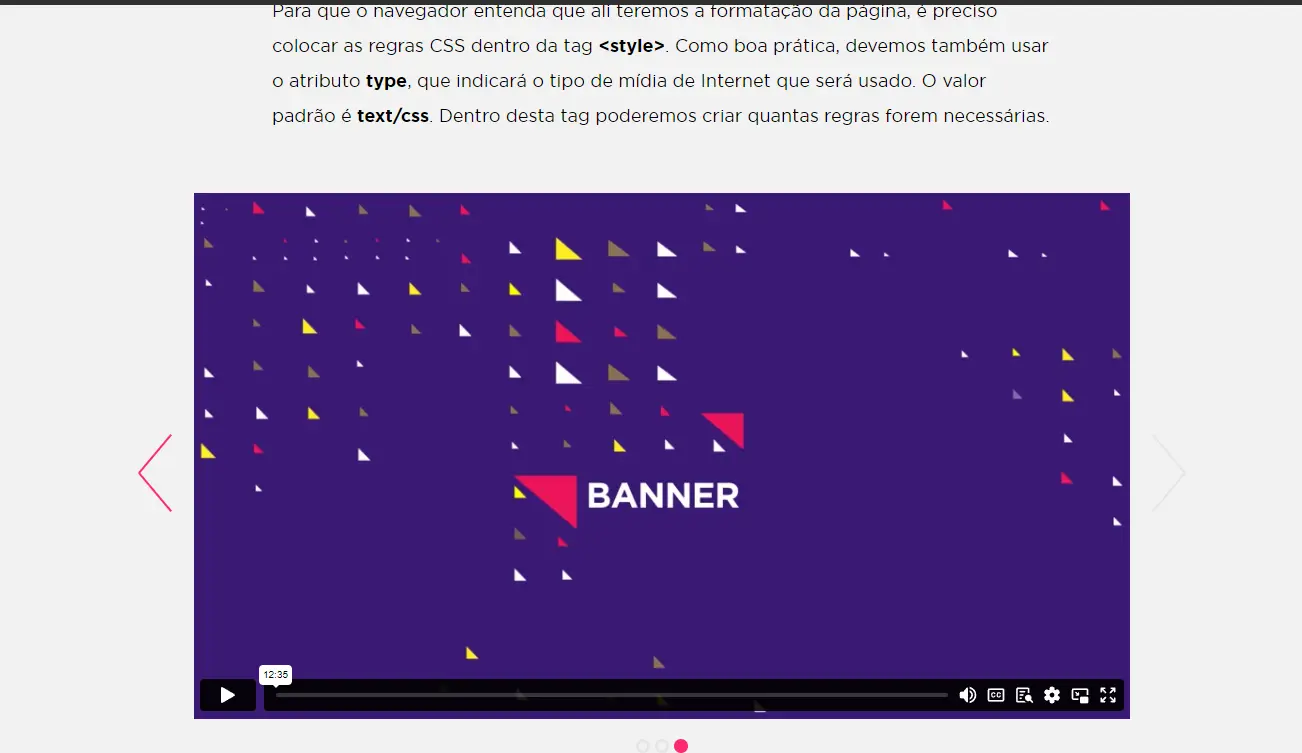 Para que o navegador entenda que ali teremos a formatação da página, é preciso
colocar as regras CSS dentro da tag <style>. Como boa prática, devemos também usar
o atributo type, que indicará o tipo de mídia de Internet que será usado. O valor
padrão é text/css. Dentro desta tag poderemos criar quantas regras forem necessárias.
BANNER
12:35
CC